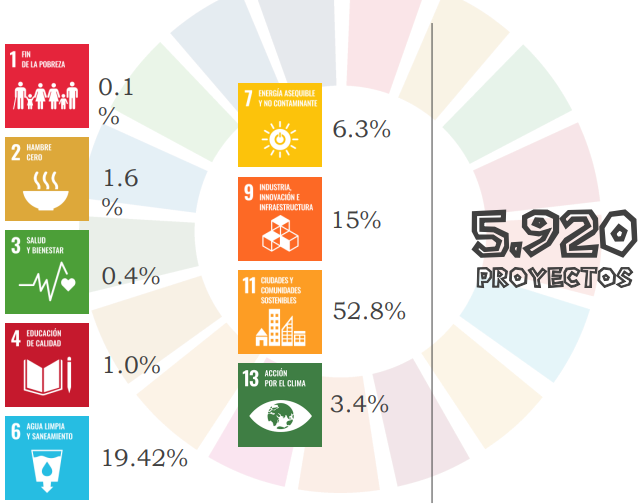 1 FIN
DE LA POBREZA
0.1
%
2 HAMBRE
CERO
1.6
%
3 SALUD
Y BIENESTAR
0.4%
4 EDUCACIÓN
DE CALIDAD
1.0%
6 AGUA LIMPIA
Y SANEAMIENTO
19.42%
7 ENERGÍA ASEQUIBLE
Y NO CONTAMINANTE
6.3%
9 INDUSTRIA,
INNOVACIÓN E
INFRAESTRUCTURA
15%
11 CIUDADES Y
COMUNIDADES
SOSTENIBLES
52.8%
13 ACCIÓN
POR EL CLIMA
3.4%
5.920
PROYECTOS